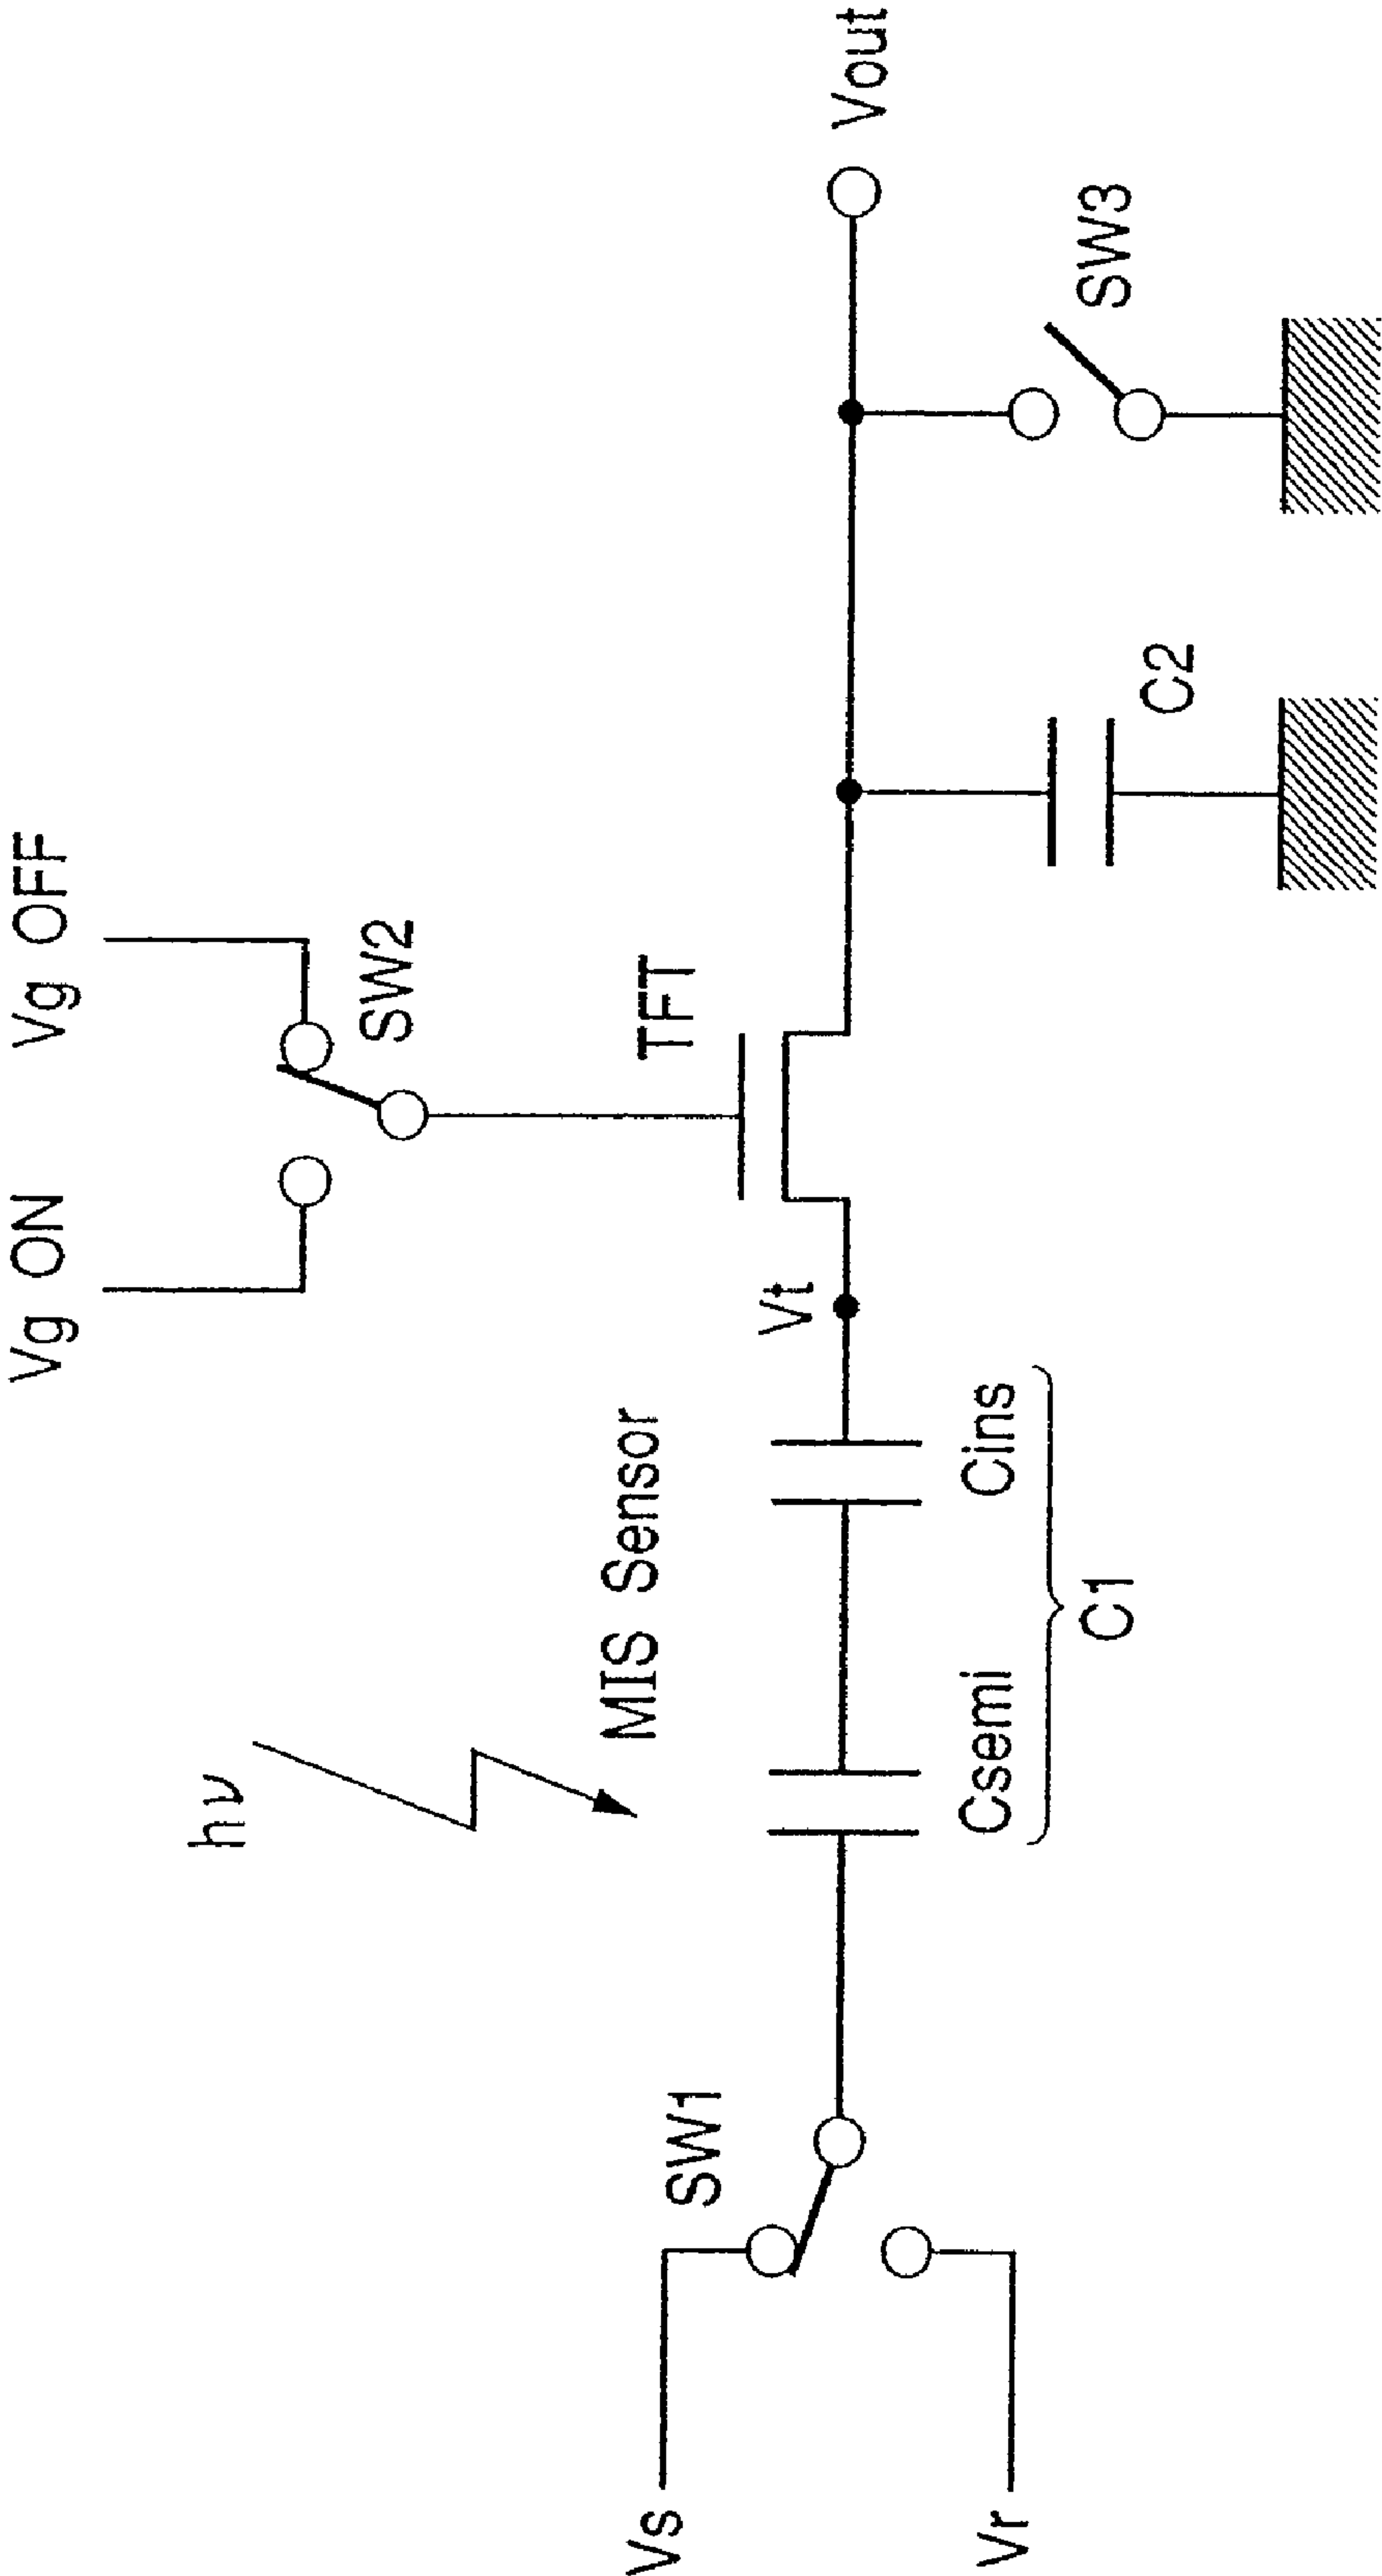 Vg ON
Vg OFF
SW2
hν
MIS Sensor
TFT
Vs
SW1
Vt
Vout
Csemi
Cins
C1
C2
SW3
Vr